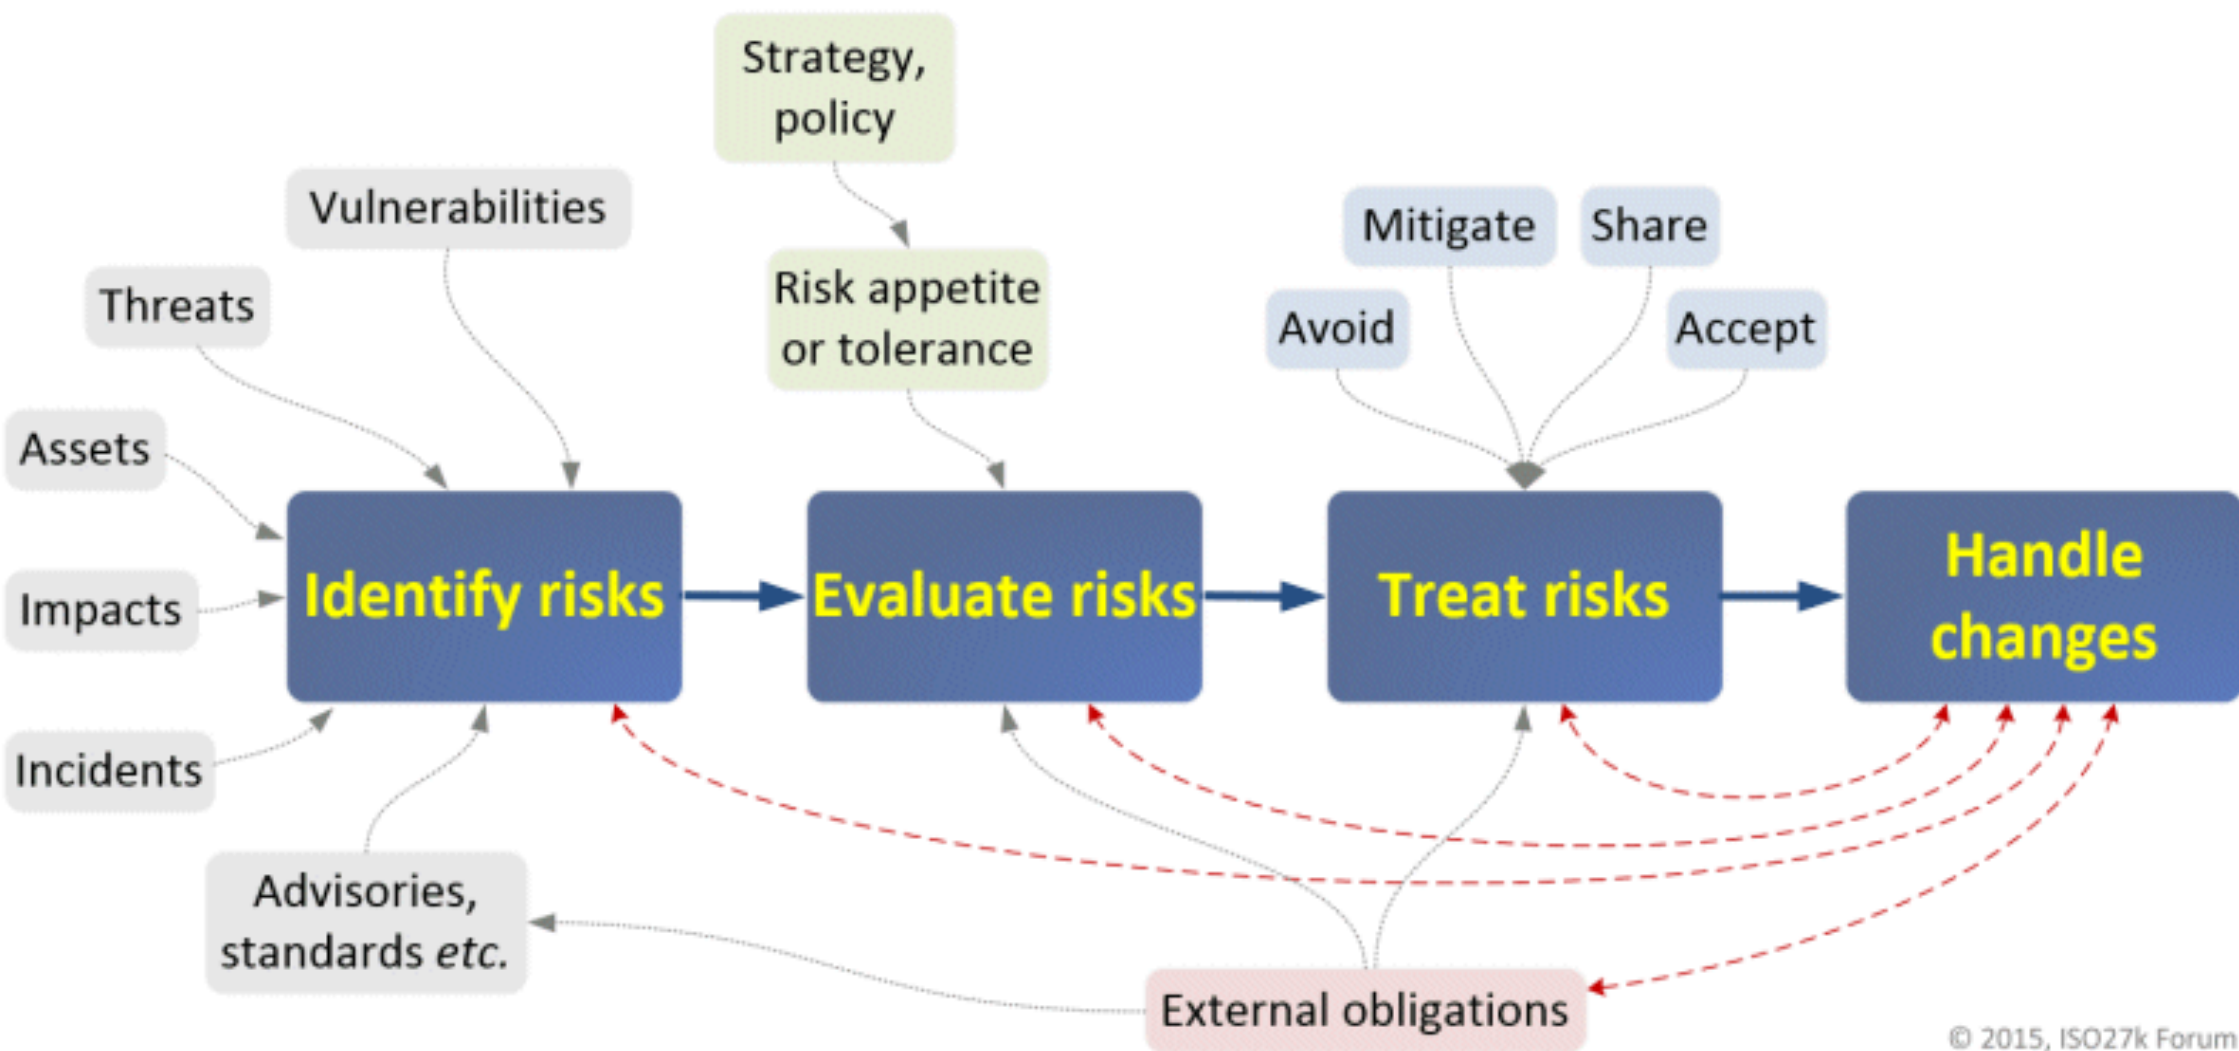 Strategy,
policy
Vulnerabilities
Mitigate
Share
Threats
Risk appetite
or tolerance
Avoid
Accept
Assets
Identify risks
Evaluate risks
Treat risks
Handle
changes
Impacts
Incidents
Advisories,
standards etc.
External obligations
© 2015, ISO27k Forum